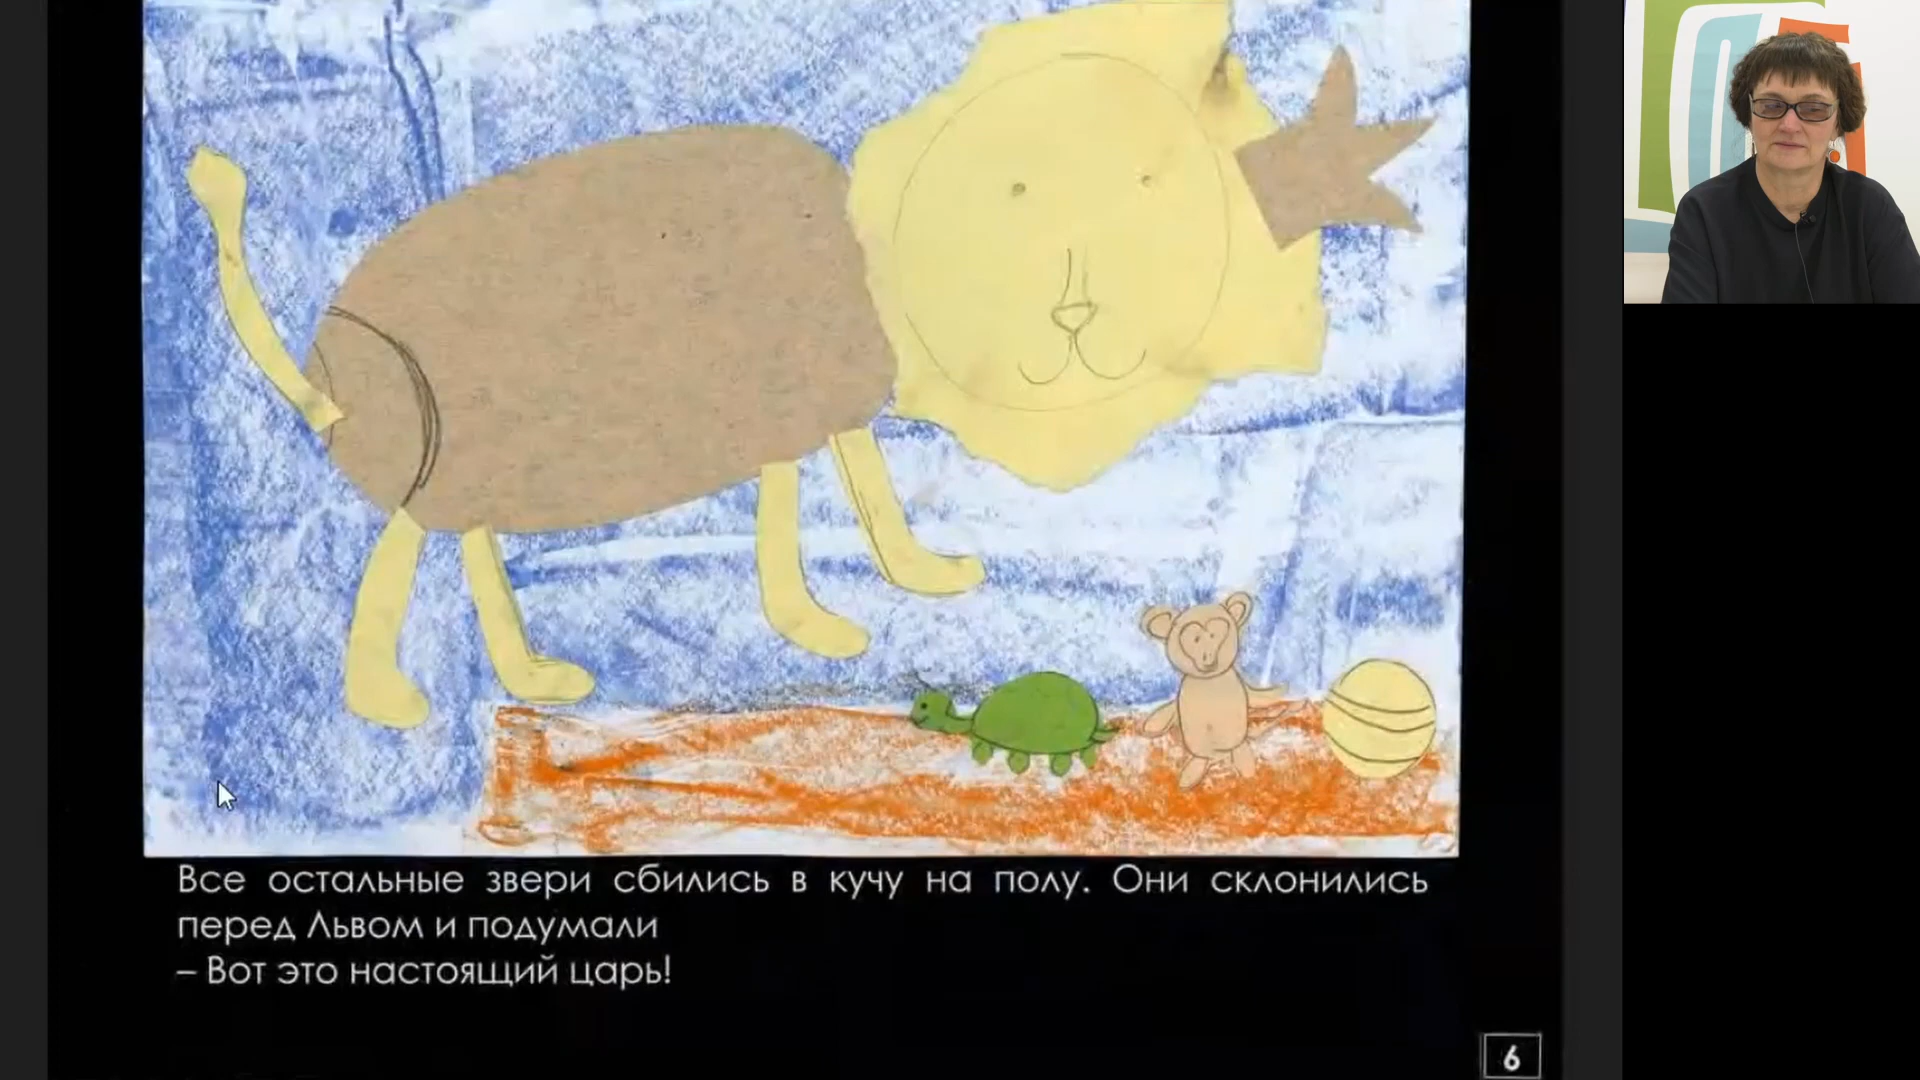 Все остальные звери сбились в кучу на полу. Они склонились
перед Львом и подумали
– Вот это настоящий царь!
6